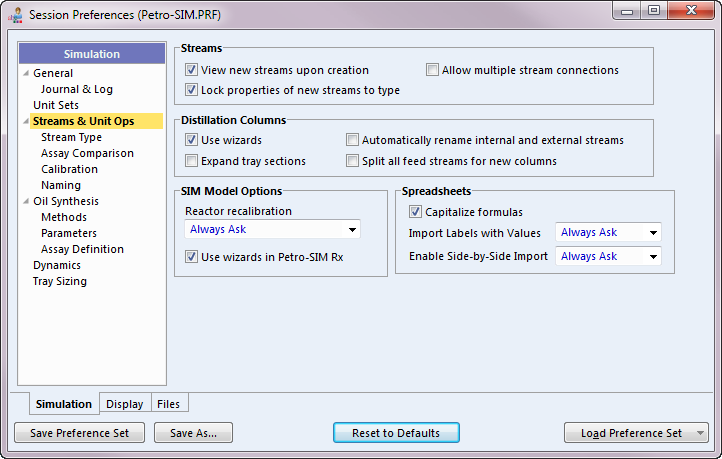 Session Preferences (Petro-SIM.PRF)
Simulation
General
Journal & Log
Unit Sets
Streams & Unit Ops
Stream Type
Assay Comparison
Calibration
Naming
Oil Synthesis
Methods
Parameters
Assay Definition
Dynamics
Tray Sizing
Streams
View new streams upon creation
Allow multiple stream connections
Lock properties of new streams to type
Distillation Columns
Use wizards
Automatically rename internal and external streams
Expand tray sections
Split all feed streams for new columns
SIM Model Options
Reactor recalibration
Always Ask
Use wizards in Petro-SIM Rx
Spreadsheets
Capitalize formulas
Import Labels with Values Always Ask
Enable Side-by-Side Import Always Ask
Simulation Display Files
Save Preference Set Save As... Reset to Defaults Load Preference Set